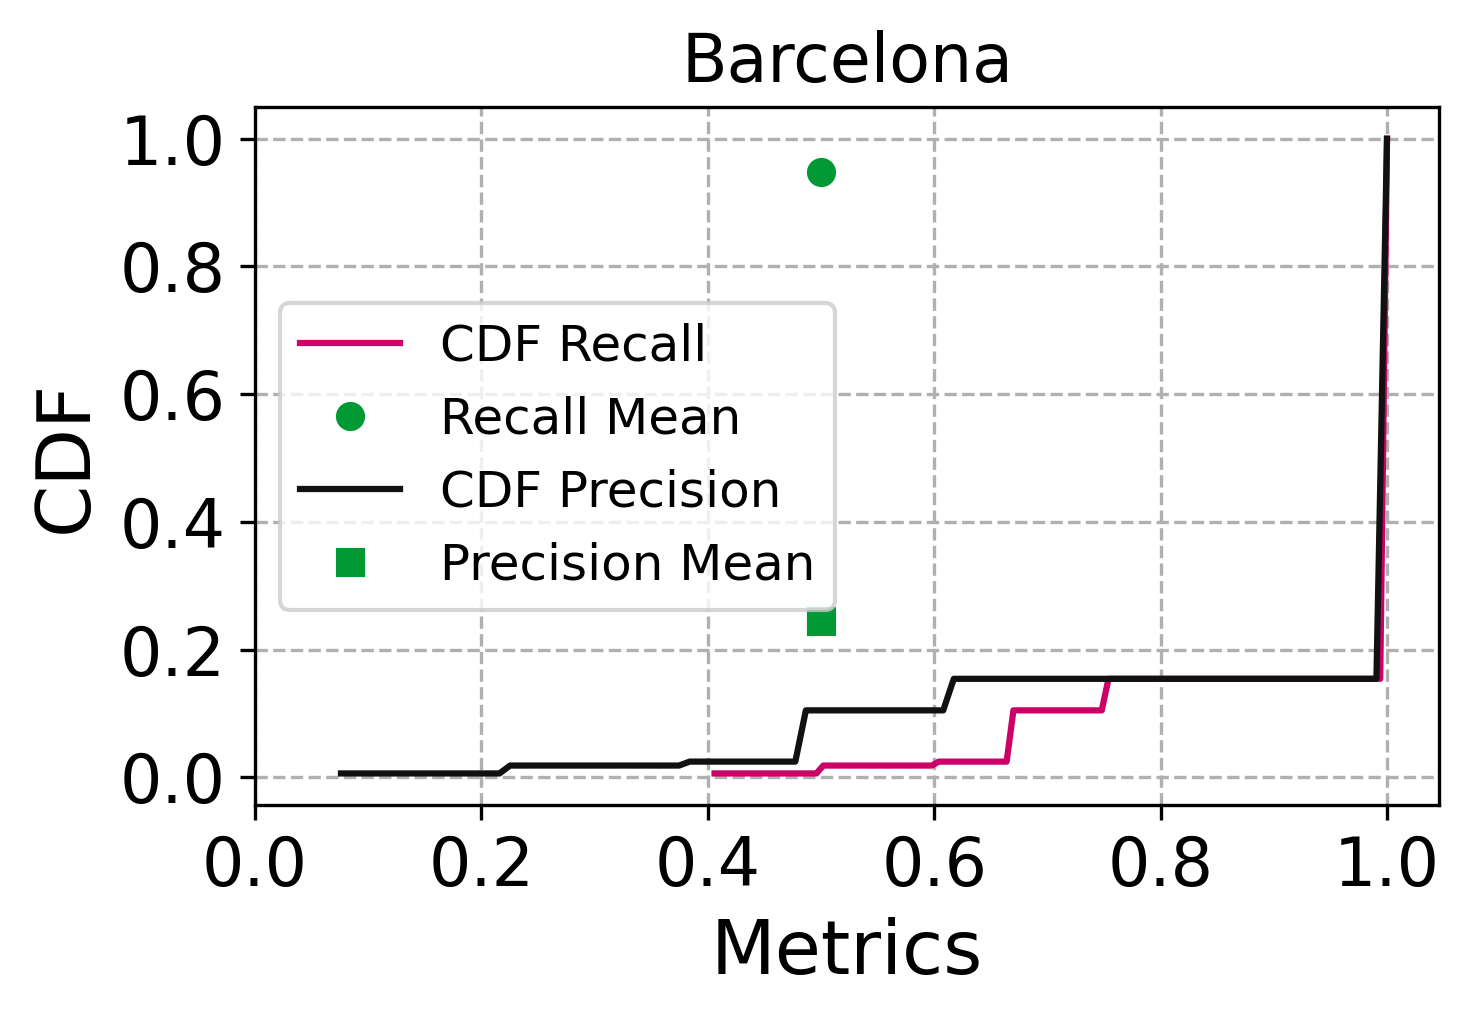 Barcelona
1.0
0.8
0.6
0.4
0.2
0.0
CDF
CDF Recall
Recall Mean
CDF Precision
Precision Mean
0.0 0.2 0.4 0.6 0.8 1.0
Metrics